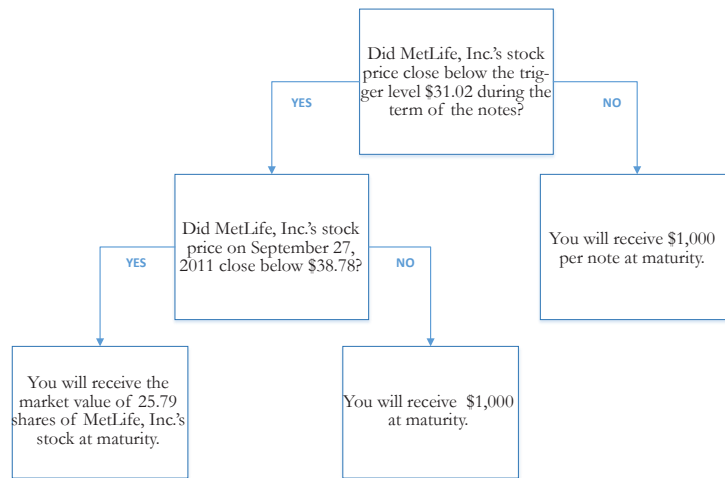 Did MetLife, Inc.'s stock
price close below the trig-
ger level $31.02 during the
term of the notes?
YES
NO
Did MetLife, Inc.'s stock
price on September 27,
2011 close below $38.78?
You will receive $1,000
per note at maturity.
YES
NO
You will receive the
market value of 25.79
shares of MetLife, Inc.'s
stock at maturity.
You will receive $1,000
at maturity.